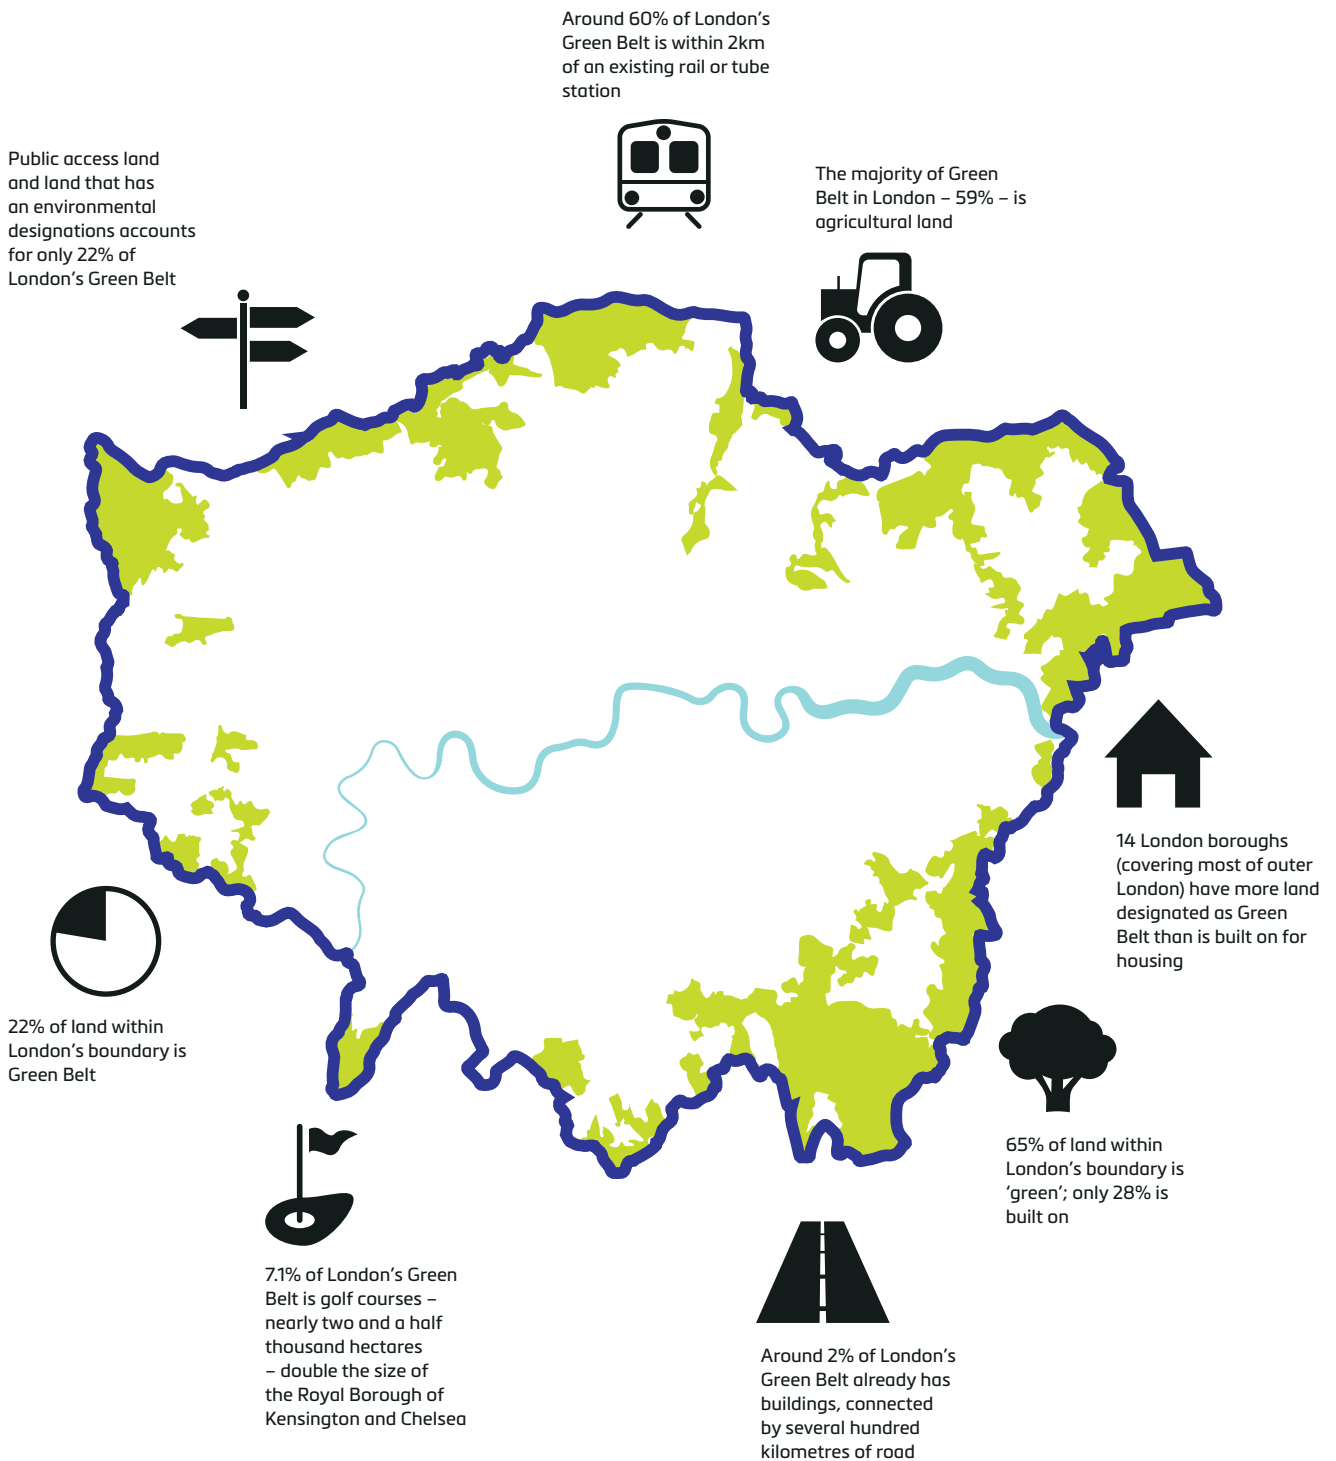 Around 60% of London's
Green Belt is within 2km
of an existing rail or tube
station
Public access land
and land that has
an environmental
designations accounts
for only 22% of
London's Green Belt
The majority of Green
Belt in London – 59% – is
agricultural land
14 London boroughs
(covering most of outer
London) have more land
designated as Green
Belt than is built on for
housing
22% of land within
London's boundary is
Green Belt
65% of land within
London's boundary is
'green'; only 28% is
built on
7.1% of London's Green
Belt is golf courses –
nearly two and a half
thousand hectares
– double the size of
the Royal Borough of
Kensington and Chelsea
Around 2% of London's
Green Belt already has
buildings, connected
by several hundred
kilometres of road